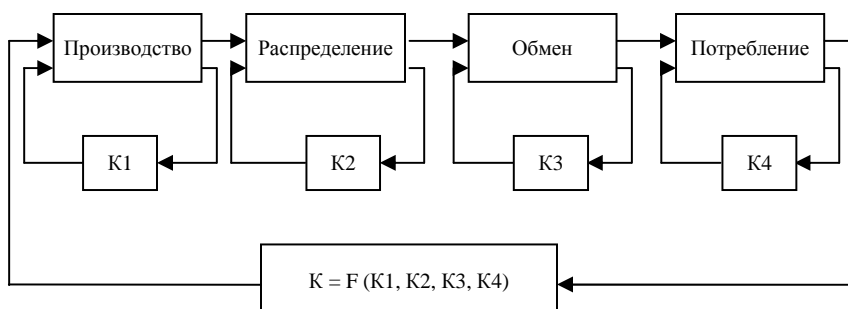 Производство
Распределение
Обмен
Потребление
К1
К2
К3
К4
К = F (К1, К2, К3, К4)